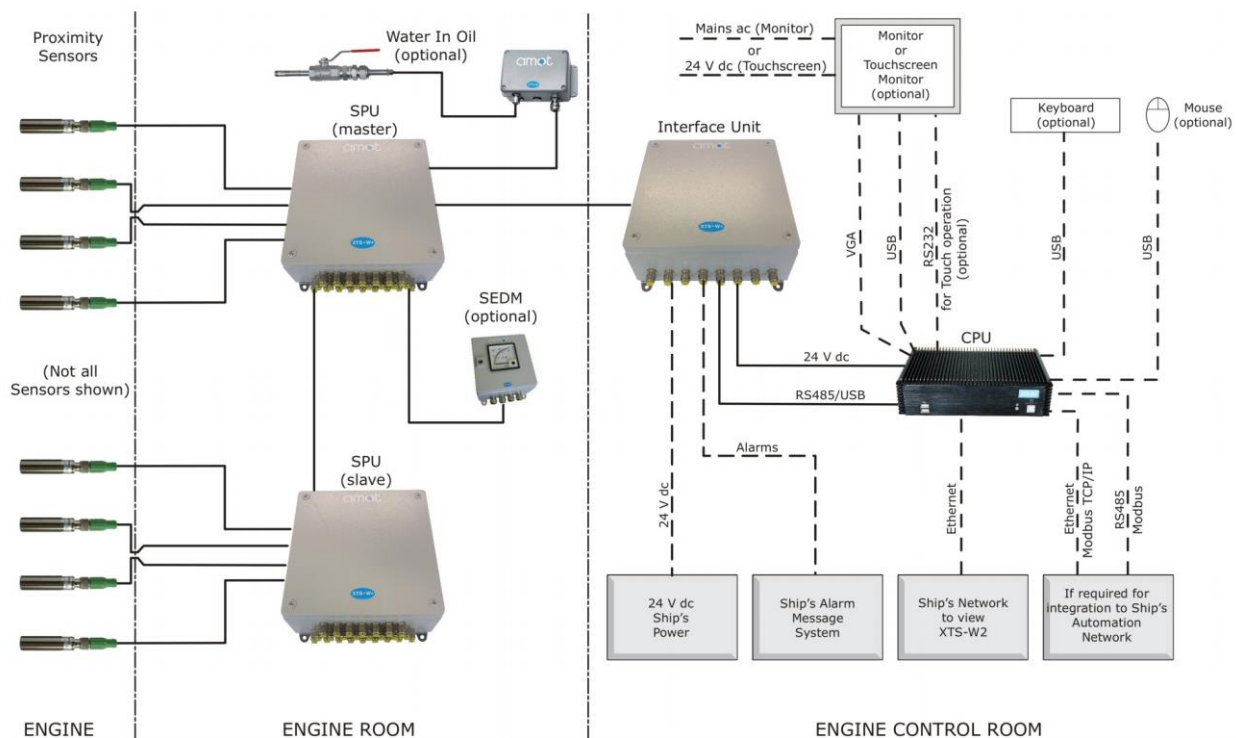 Proximity
Sensors
Water In Oil
(optional)
amot
SPU
(master)
amot
XTS-W+
SEDM
(optional)
(Not all
Sensors shown)
SPU
(slave)
amot
XTS-W+
Mains ac (Monitor)
or
24 V dc (Touchscreen)
Monitor
or
Touchscreen
Monitor
(optional)
Keyboard
(optional)
Mouse
(optional)
Interface Unit
XTS-W+
VGA
USB
RS232
for Touch operation
(optional)
USB
USB
CPU
24 V dc
RS485/USB
Alarms
24 V dc
Ethernet
Ethernet
Modbus TCP/IP
RS485
Modbus
24 V dc
Ship's
Power
Ship's Alarm
Message
System
Ship's Network
to view
XTS-W2
If required for
integration to Ship's
Automation
Network
ENGINE
ENGINE ROOM
ENGINE CONTROL ROOM